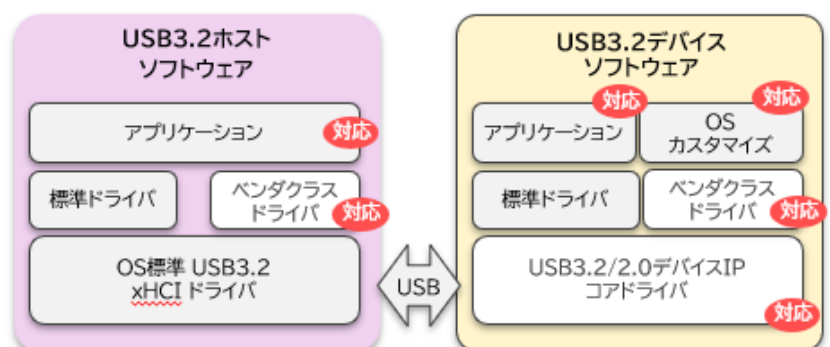 USB3.2ホスト
ソフトウェア
アプリケーション
対応
標準ドライバ
ベンダクラス
ドライバ
対応
OS標準 USB3.2
xHCI ドライバ
USB
USB3.2デバイス
ソフトウェア
アプリケーション
対応
OS
カスタマイズ
対応
標準ドライバ
ベンダクラス
ドライバ
対応
USB3.2/2.0デバイスIP
コアドライバ
対応